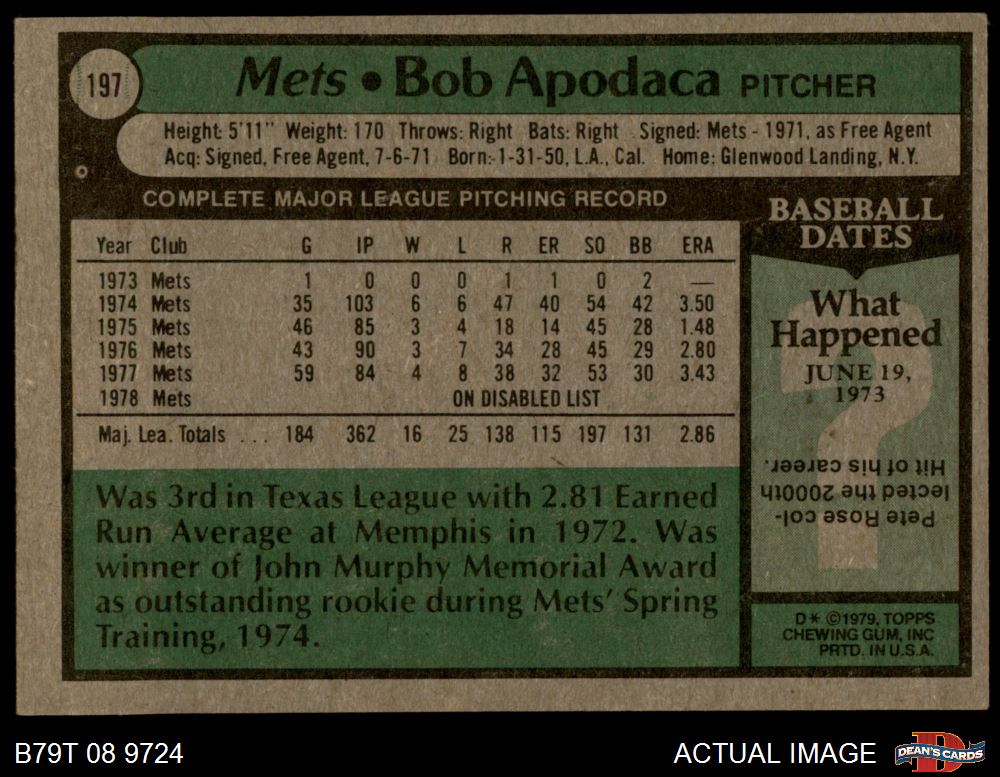 197
Mets • Bob Apodaca PITCHER
Height: 5'11" Weight: 170 Throws: Right Bats: Right Signed: Mets - 1971, as Free Agent
Acq: Signed, Free Agent, 7-6-71 Born: 1-31-50, L.A., Cal. Home: Glenwood Landing, N.Y.
COMPLETE MAJOR LEAGUE PITCHING RECORD
Year Club G IP W L R ER SO BB ERA
1973 Mets 1 0 0 0 1 1 0 2 —
1974 Mets 35 103 6 6 47 40 54 42 3.50
1975 Mets 46 85 3 4 18 14 45 28 1.48
1976 Mets 43 90 3 7 34 28 45 29 2.80
1977 Mets 59 84 4 8 38 32 53 30 3.43
1978 Mets ON DISABLED LIST
Maj. Lea. Totals ... 184 362 16 25 138 115 197 131 2.86
Was 3rd in Texas League with 2.81 Earned
Run Average at Memphis in 1972. Was
winner of John Murphy Memorial Award
as outstanding rookie during Mets' Spring
Training, 1974.
BASEBALL
DATES
What
Happened
JUNE 19,
1973
?
Pete Rose col-
lected the 2000th
Hit of his career.
D* ©1979, TOPPS
CHEWING GUM, INC
PRTD. IN U.S.A.
B79T 08 9724
ACTUAL IMAGE
D
DEAN'S CARDS